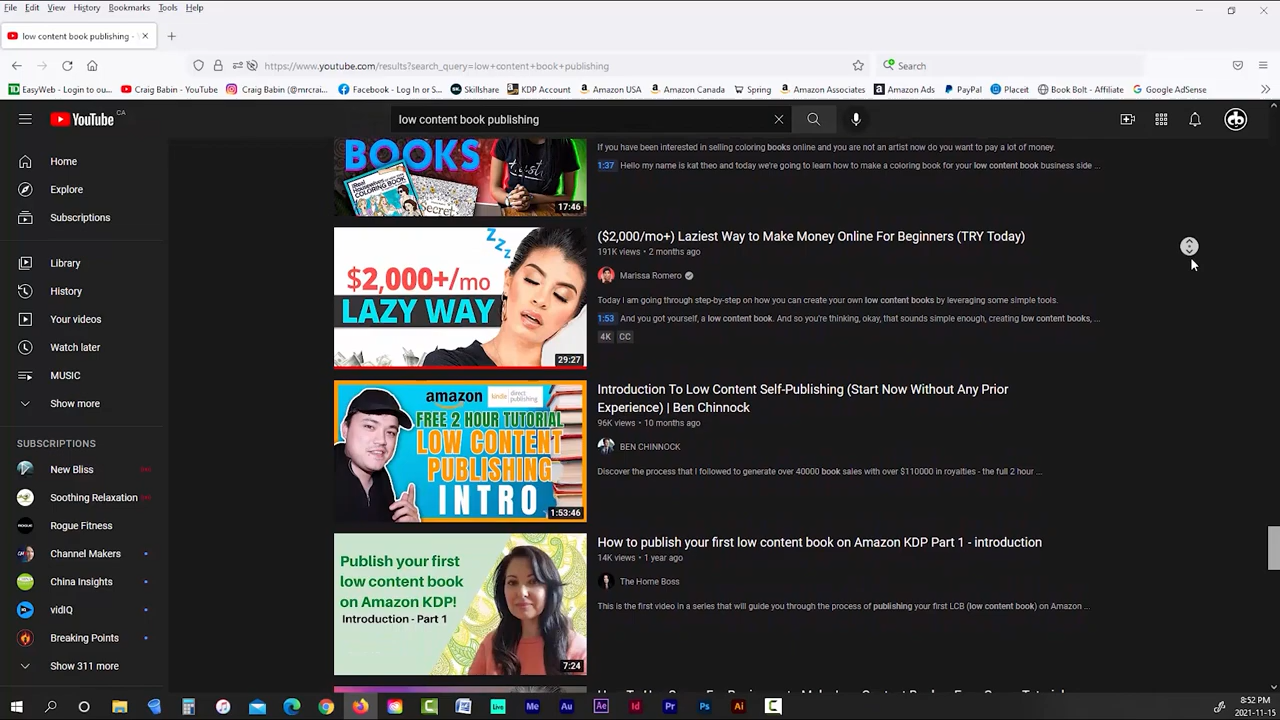 File Edit View History Bookmarks Tools Help
low content book publishing -
https://www.youtube.com/results?search_query=low+content+book+publishing
Search
EasyWeb - Login to ou... Craig Babin - YouTube Craig Babin (@mrcrai... Facebook - Log In or S... Skillshare KDP Account Amazon USA Amazon Canada Spring Amazon Associates Amazon Ads PayPal Placeit Book Bolt - Affiliate Google AdSense
YouTube CA
low content book publishing
Home
Explore
Subscriptions
Library
History
Your videos
Watch later
MUSIC
Show more
SUBSCRIPTIONS
New Bliss
Soothing Relaxation
Rogue Fitness
Channel Makers
China Insights
vidIQ
Breaking Points
Show 311 more
BOOKS
17:46
If you have been interested in selling coloring books online and you are not an artist now do you want to pay a lot of money.
1:37 Hello my name is kat theo and today we're going to learn how to make a coloring book for your low content book business side ...
$2,000+/mo
LAZY WAY
29:27
($2,000/mo+) Laziest Way to Make Money Online For Beginners (TRY Today)
191K views • 2 months ago
Marissa Romero
Today I am going through step-by-step on how you can create your own low content books by leveraging some simple tools.
1:53 And you got yourself, a low content book. And so you're thinking, okay, that sounds simple enough, creating low content books, ...
4K CC
amazon kindle direct publishing
FREE 2 HOUR TUTORIAL
LOW CONTENT
PUBLISHING
INTRO
1:53:46
Introduction To Low Content Self-Publishing (Start Now Without Any Prior
Experience) | Ben Chinnock
96K views • 10 months ago
BEN CHINNOCK
Discover the process that I followed to generate over 40000 book sales with over $110000 in royalties - the full 2 hour ...
Publish your first
low content book
on Amazon KDP!
Introduction - Part 1
7:24
How to publish your first low content book on Amazon KDP Part 1 - introduction
14K views • 1 year ago
The Home Boss
This is the first video in a series that will guide you through the process of publishing your first LCB (low content book) on Amazon ...
8:52 PM
2021-11-15